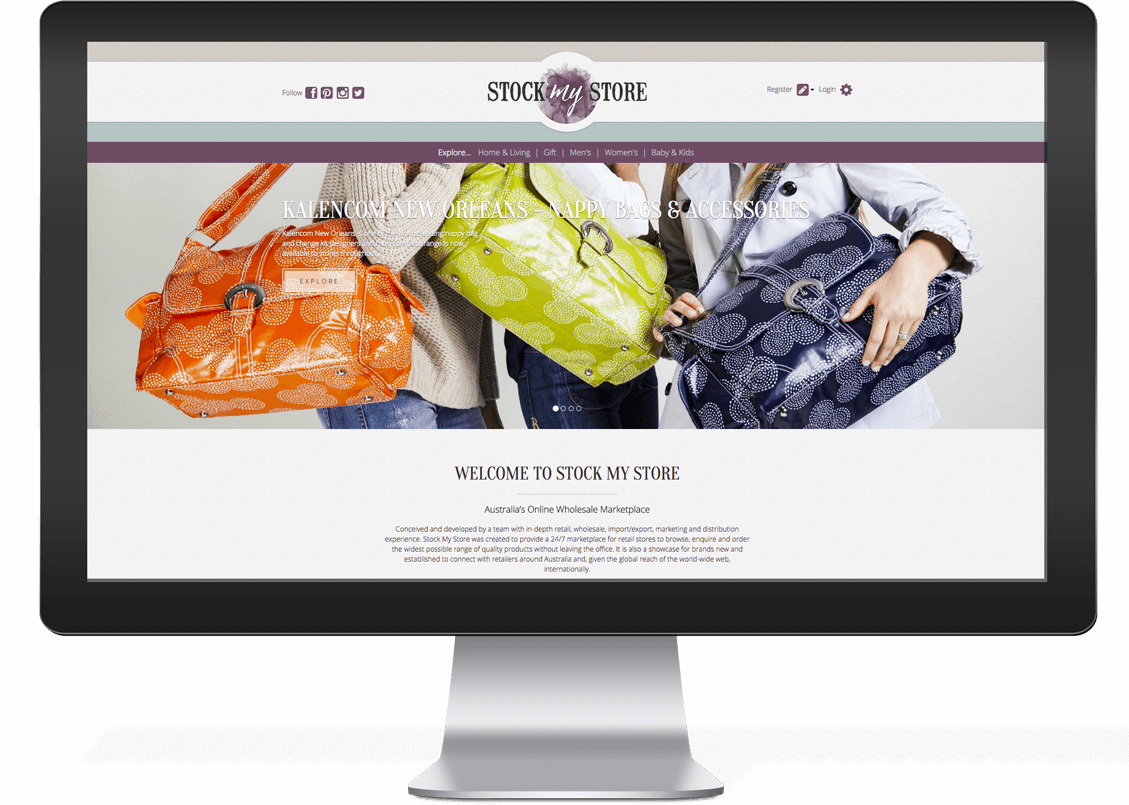 Follow
STOCK my STORE
Register
Login
Explore... Home & Living | Gift | Men's | Women's | Baby & Kids
KALENCOM NEW ORLEANS - NAPPY BAGS & ACCESSORIES
Kalencom New Orleans is one of the nappy bag
and change kit designers and range is now
available to stores throughout
EXPLORE
WELCOME TO STOCK MY STORE
Australia's Online Wholesale Marketplace
Conceived and developed by a team with in-depth retail, wholesale, import/export, marketing and distribution
experience. Stock My Store was created to provide a 24/7 marketplace for retail stores to browse, enquire and order
the widest possible range of quality products without leaving the office. It is also a showcase for brands new and
established to connect with retailers around Australia and, given the global reach of the world-wide web,
internationally.